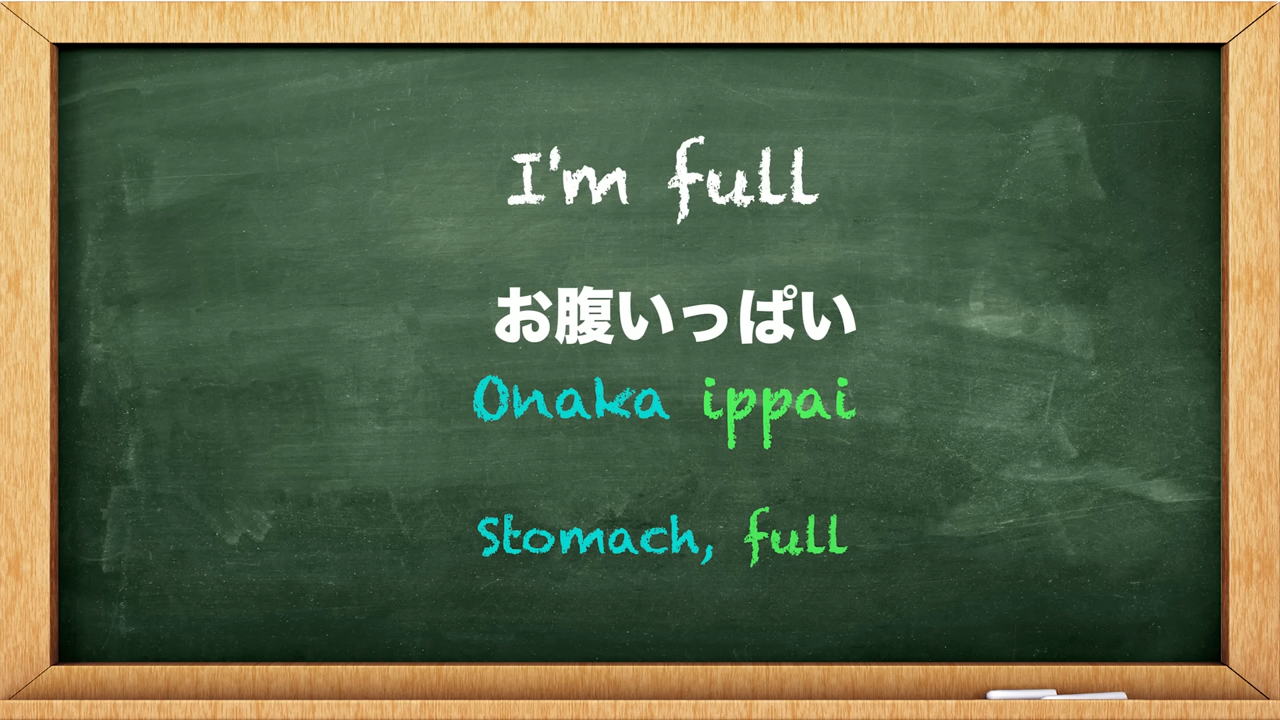 I'm full
お腹いっぱい
Onaka ippai
Stomach, full